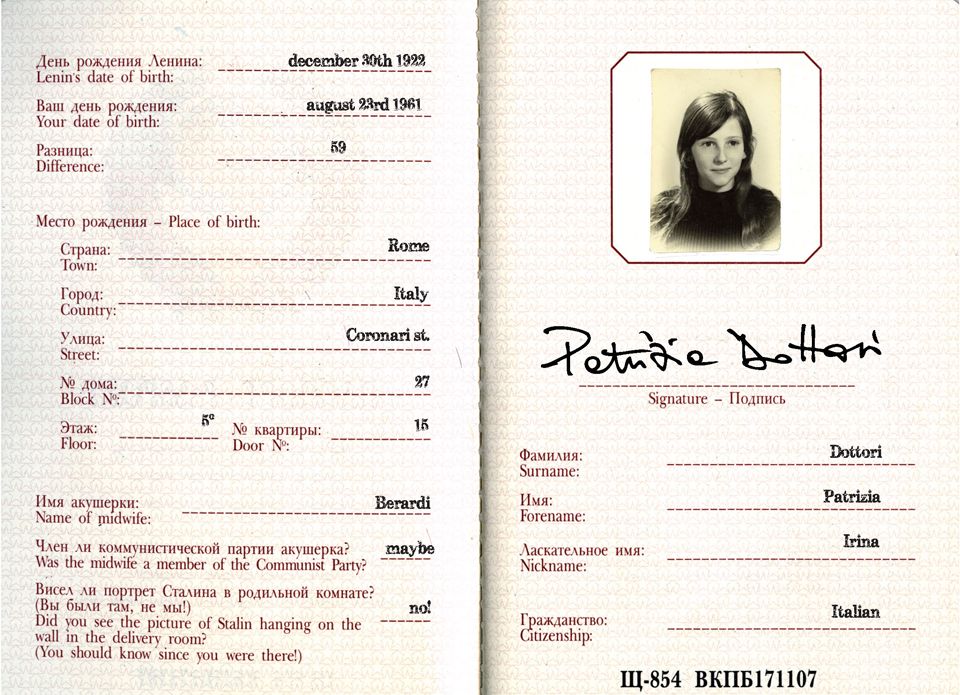 День рождения Ленина: december 30th 1922
Lenin's date of birth:
Ваш день рождения: august 23rd 1961
Your date of birth:
Разница: 59
Difference:
Место рождения – Place of birth:
Страна: Rome
Town:
Город: Italy
Country:
Улица: Coronari st.
Street:
№ дома: 27
Block №:
Этаж: 5° № квартиры: 15
Floor: Door №:
Имя акушерки: Berardi
Name of midwife:
Член ли коммунистической партии акушерка? maybe
Was the midwife a member of the Communist Party?
Висел ли портрет Сталина в родильной комнате?
(Вы были там, не мы!) no!
Did you see the picture of Stalin hanging on the
wall in the delivery room?
(You should know since you were there!)
Patrizia Dottori
Signature – Подпись
Фамилия: Dottori
Surname:
Имя: Patrizia
Forename:
Ласкательное имя: Irina
Nickname:
Гражданство: Italian
Citizenship:
Щ-854 ВКПБ171107